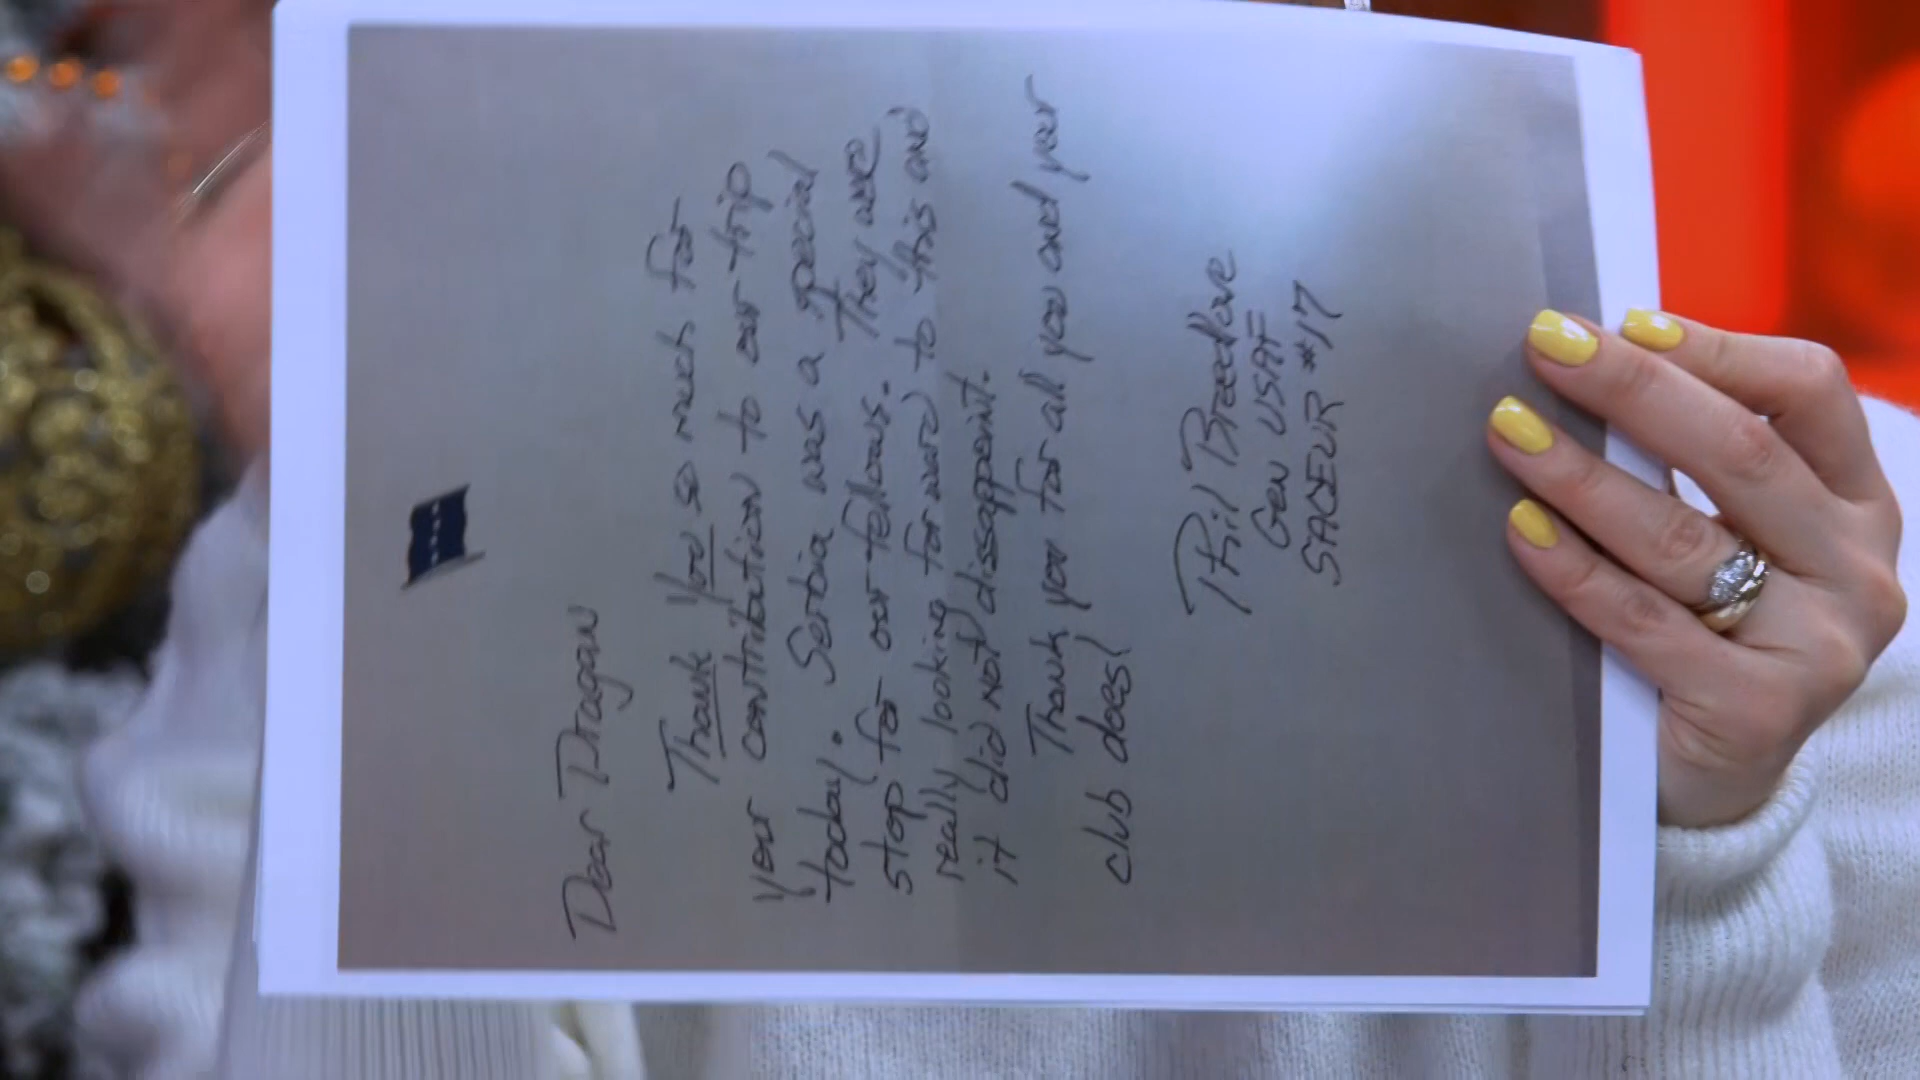 Dear Dragan
Thank You so much for
your contribution to our trip
today. Serbia was a special
stop for our fellows. They were
really looking forward to this and
it did not dissappoint.
Thank you for all you and your
club does!
Phil Breedlove
Gen USAF
SACEUR #17